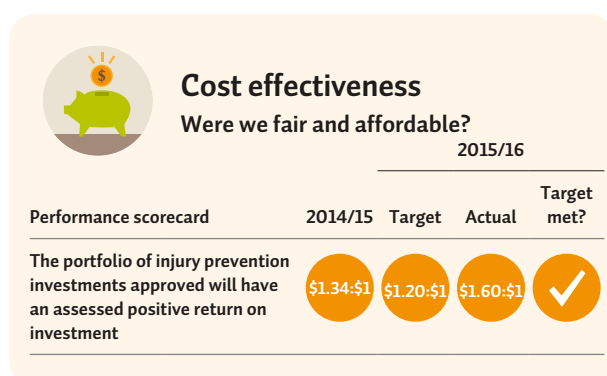 $
Cost effectiveness
Were we fair and affordable?
2015/16
Performance scorecard 2014/15 Target Actual Target met?
The portfolio of injury prevention
investments approved will have
an assessed positive return on
investment
$1.34:$1 $1.20:$1 $1.60:$1